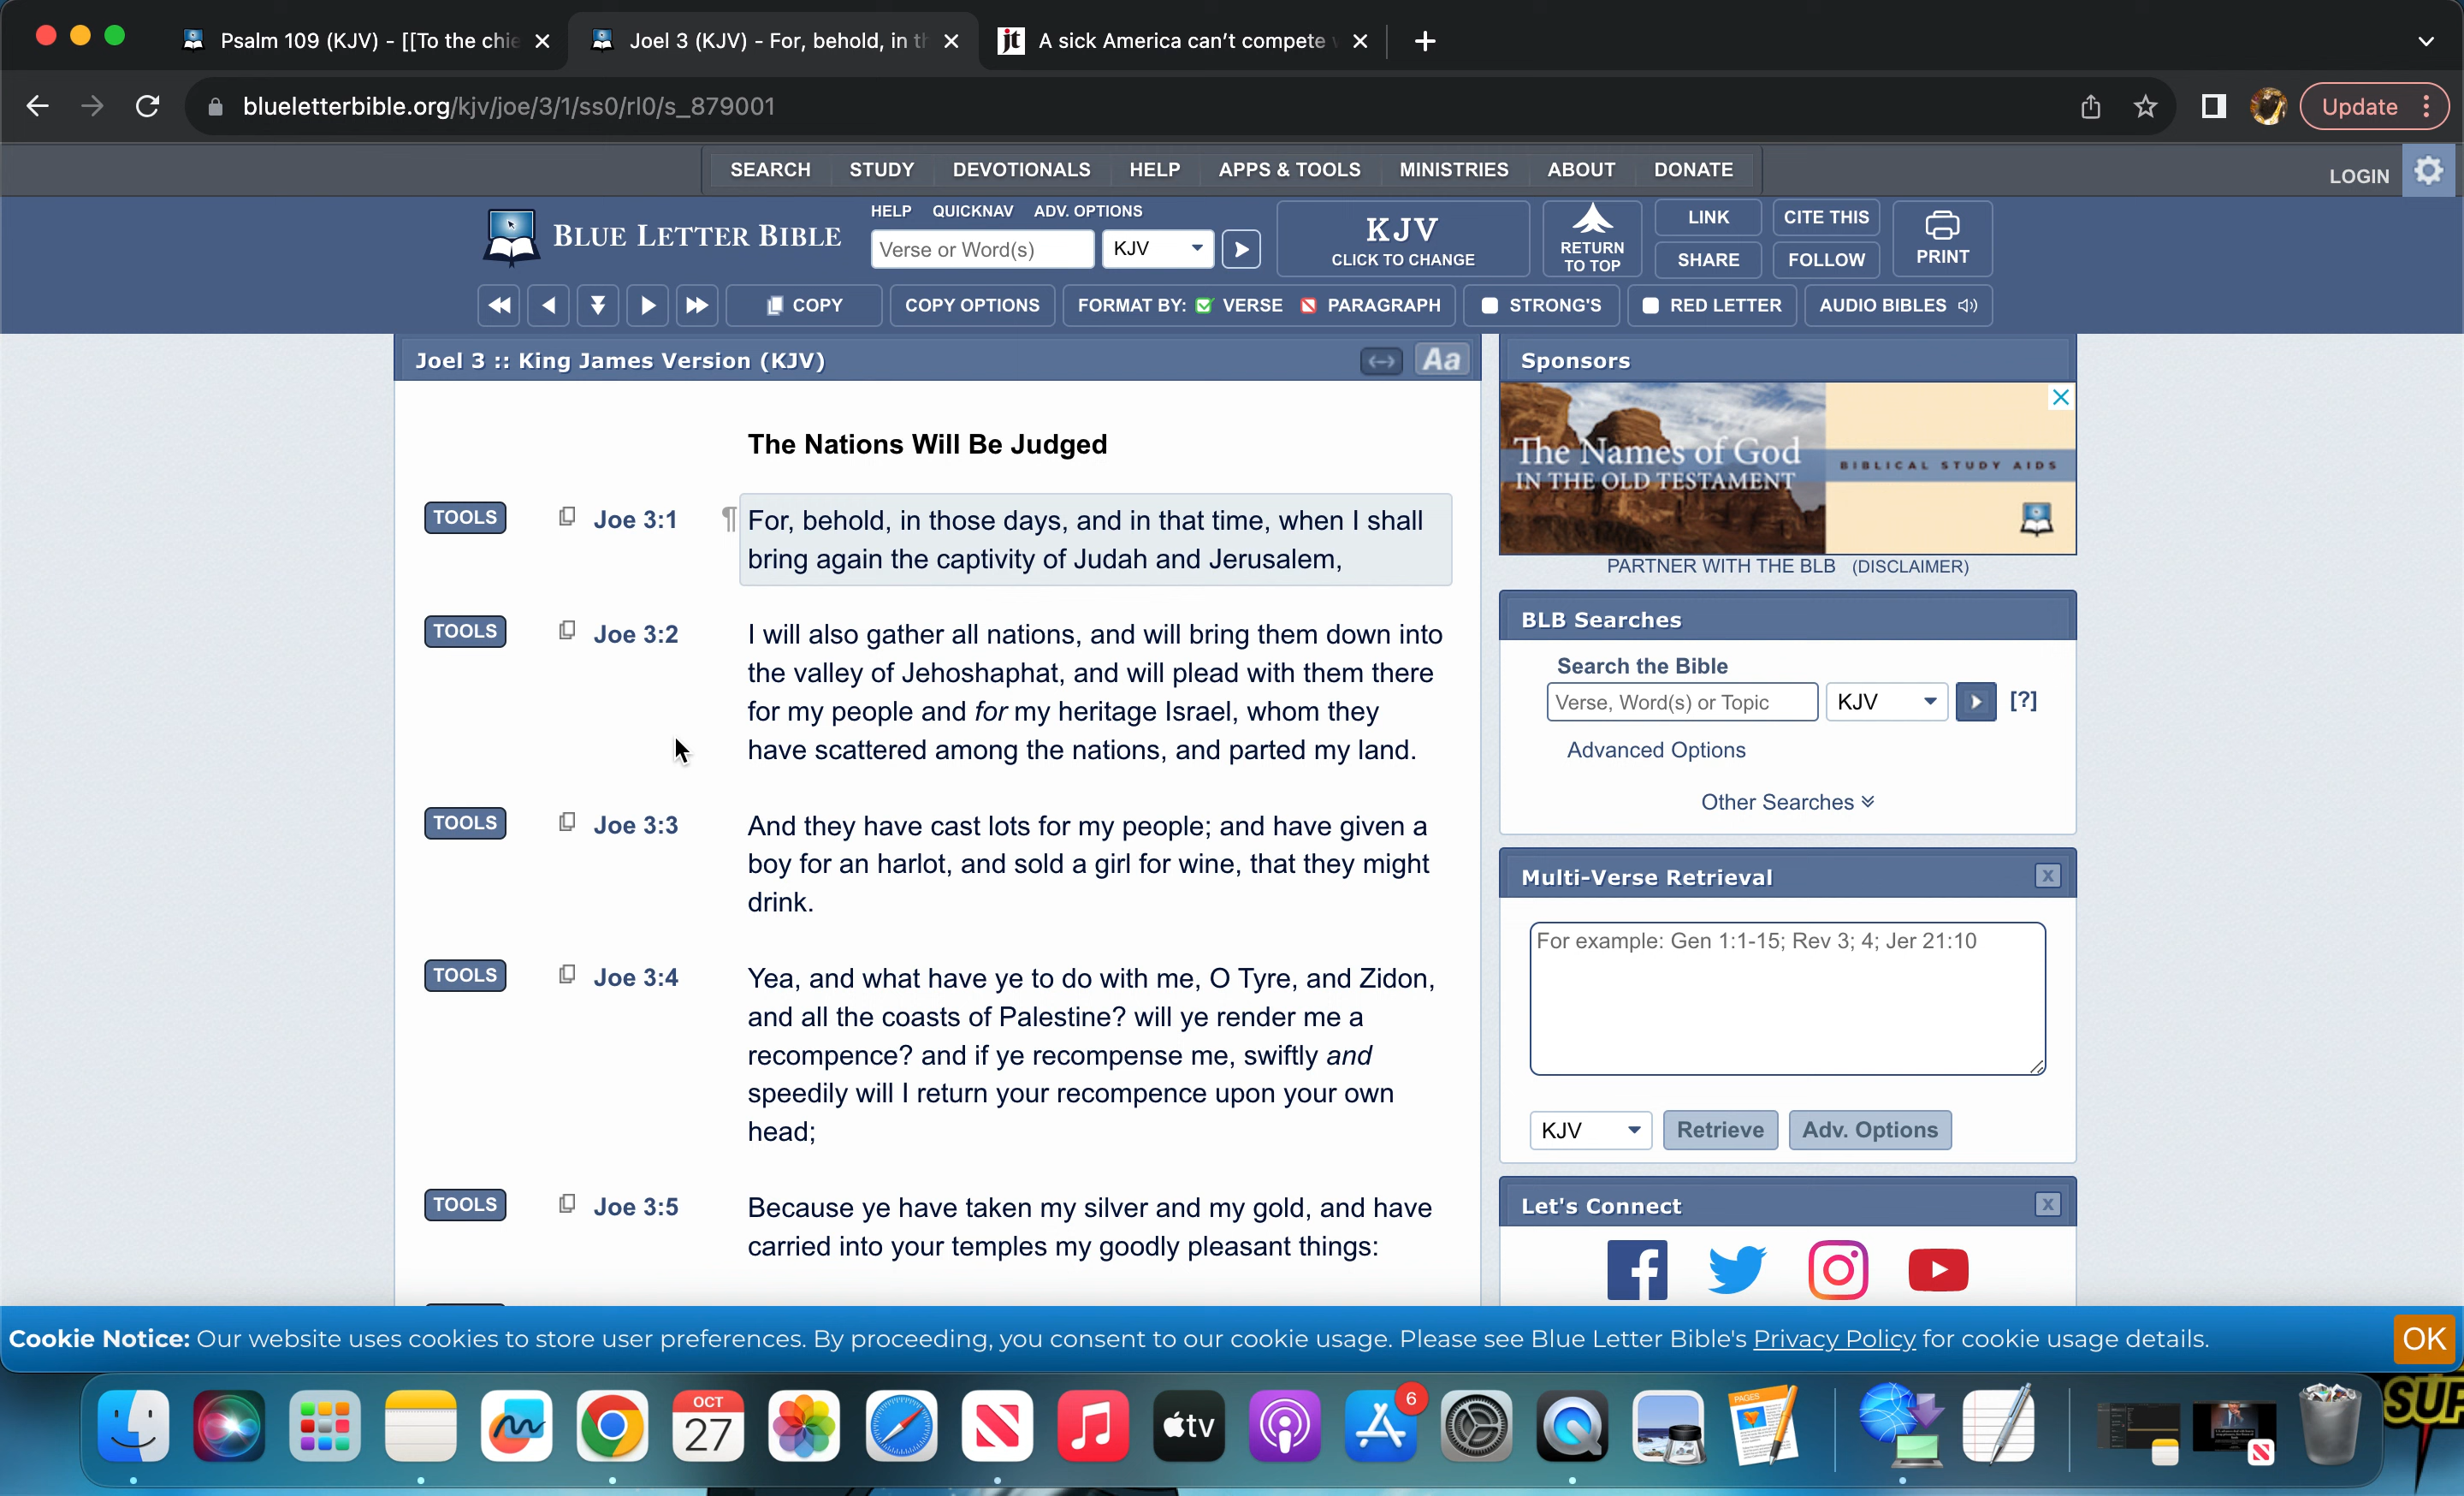 Psalm 109 (KJV) - [[To the chie
Joel 3 (KJV) - For, behold, in th
jt A sick America can't compete
blueletterbible.org/kjv/joe/3/1/ss0/rl0/s_879001
Update
SEARCH STUDY DEVOTIONALS HELP APPS & TOOLS MINISTRIES ABOUT DONATE
LOGIN
BLUE LETTER BIBLE
HELP QUICKNAV ADV. OPTIONS
Verse or Word(s) KJV
KJV
CLICK TO CHANGE
RETURN
TO TOP
LINK CITE THIS
SHARE FOLLOW
PRINT
COPY COPY OPTIONS FORMAT BY: VERSE PARAGRAPH STRONG'S RED LETTER AUDIO BIBLES
Joel 3 :: King James Version (KJV)
Aa
The Nations Will Be Judged
TOOLS Joe 3:1 ¶ For, behold, in those days, and in that time, when I shall
bring again the captivity of Judah and Jerusalem,
TOOLS Joe 3:2 I will also gather all nations, and will bring them down into
the valley of Jehoshaphat, and will plead with them there
for my people and for my heritage Israel, whom they
have scattered among the nations, and parted my land.
TOOLS Joe 3:3 And they have cast lots for my people; and have given a
boy for an harlot, and sold a girl for wine, that they might
drink.
TOOLS Joe 3:4 Yea, and what have ye to do with me, O Tyre, and Zidon,
and all the coasts of Palestine? will ye render me a
recompence? and if ye recompense me, swiftly and
speedily will I return your recompence upon your own
head;
TOOLS Joe 3:5 Because ye have taken my silver and my gold, and have
carried into your temples my goodly pleasant things:
Sponsors
The Names of God
IN THE OLD TESTAMENT
BIBLICAL STUDY AIDS
PARTNER WITH THE BLB (DISCLAIMER)
BLB Searches
Search the Bible
Verse, Word(s) or Topic KJV [?]
Advanced Options
Other Searches
Multi-Verse Retrieval
X
For example: Gen 1:1-15; Rev 3; 4; Jer 21:10
KJV Retrieve Adv. Options
Let's Connect
X
Cookie Notice: Our website uses cookies to store user preferences. By proceeding, you consent to our cookie usage. Please see Blue Letter Bible's Privacy Policy for cookie usage details.
OK
OCT
27
tv
6
PAGES
SUP